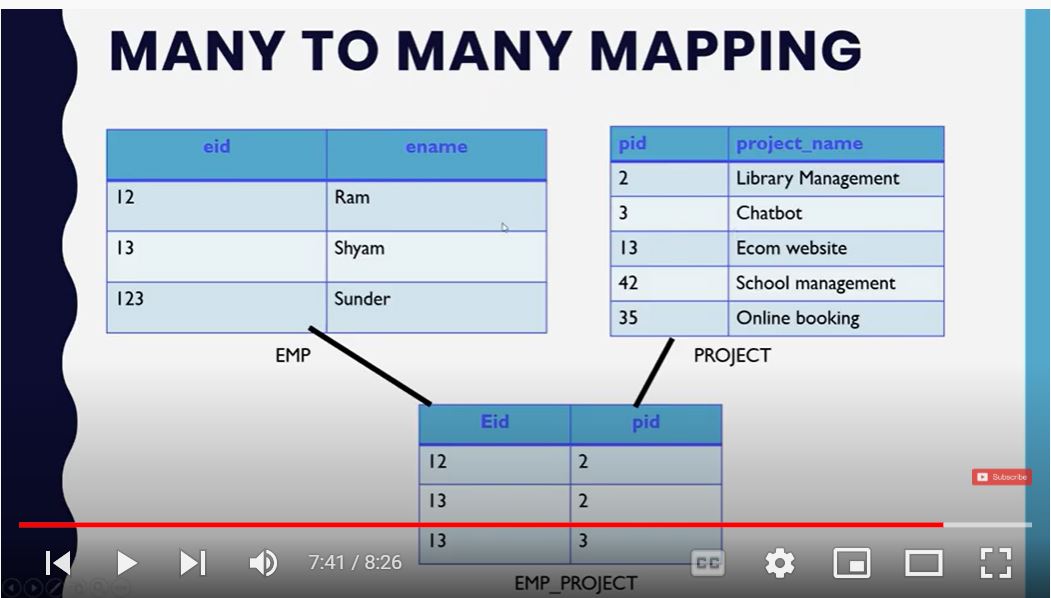 MANY TO MANY MAPPING
eid ename
12 Ram
13 Shyam
123 Sunder
EMP
pid project_name
2 Library Management
3 Chatbot
13 Ecom website
42 School management
35 Online booking
PROJECT
Eid pid
12 2
13 2
13 3
EMP_PROJECT
Subscribe
7:41 / 8:26
CC